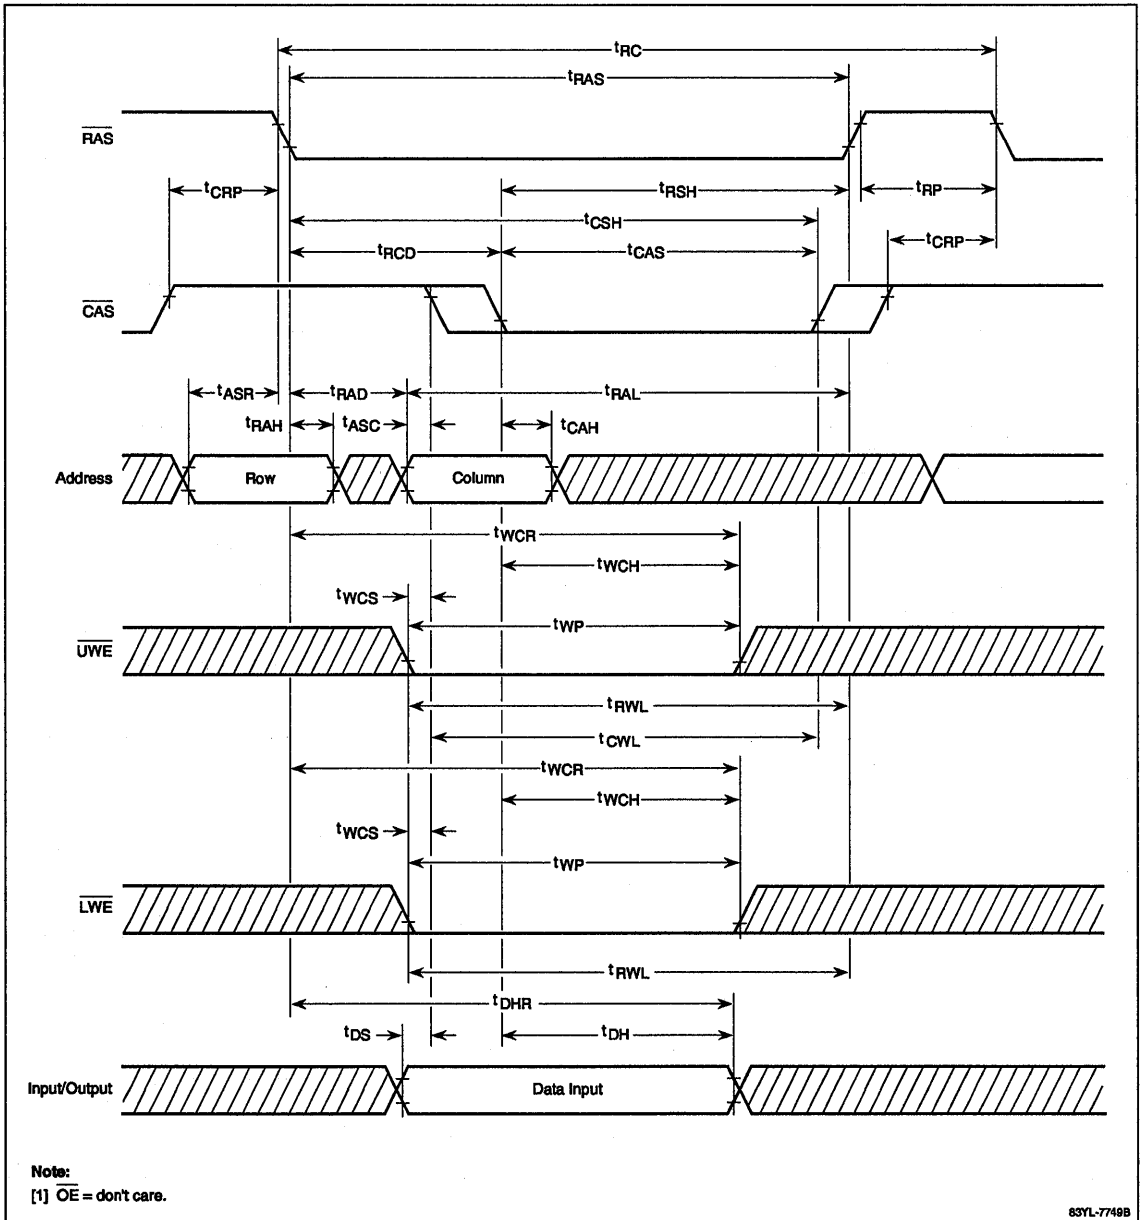 tRC
tRAS
RAS
tCRP
tRSH
tRP
tCSH
tCRP
tRCD
tCAS
CAS
tASR
tRAD
tRAL
tRAH
tASC
tCAH
Address
Row
Column
tWCR
tWCH
tWCS
tWP
UWE
tRWL
tCWL
tWCR
tWCH
tWCS
tWP
LWE
tRWL
tDHR
tDS
tDH
Input/Output
Data Input
Note:
[1] OE = don't care.
83YL-7749B